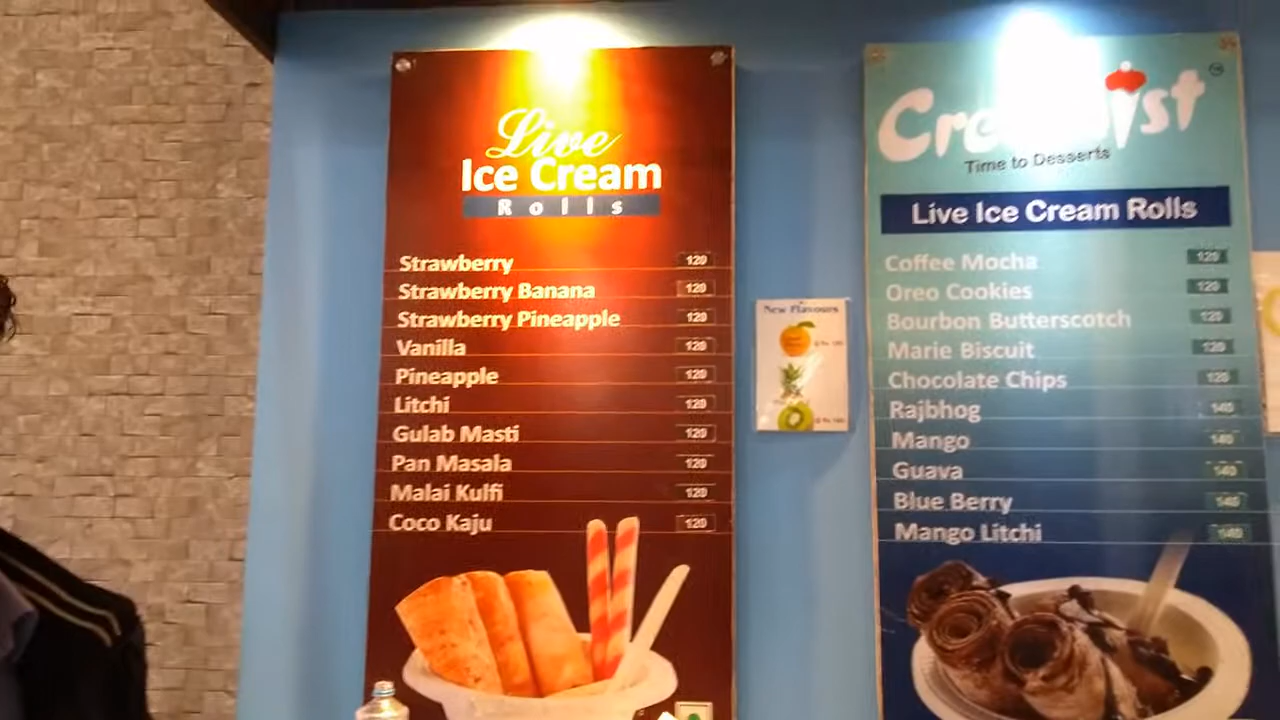 Live
Ice Cream
Rolls
Strawberry 120
Strawberry Banana 120
Strawberry Pineapple 120
Vanilla 120
Pineapple 120
Litchi 120
Gulab Masti 120
Pan Masala 120
Malai Kulfi 120
Coco Kaju 120
New Flavours
Time to Desserts
Live Ice Cream Rolls
Coffee Mocha 120
Oreo Cookies 120
Bourbon Butterscotch 120
Marie Biscuit 120
Chocolate Chips 120
Rajbhog 140
Mango 140
Guava 140
Blue Berry 140
Mango Litchi 140